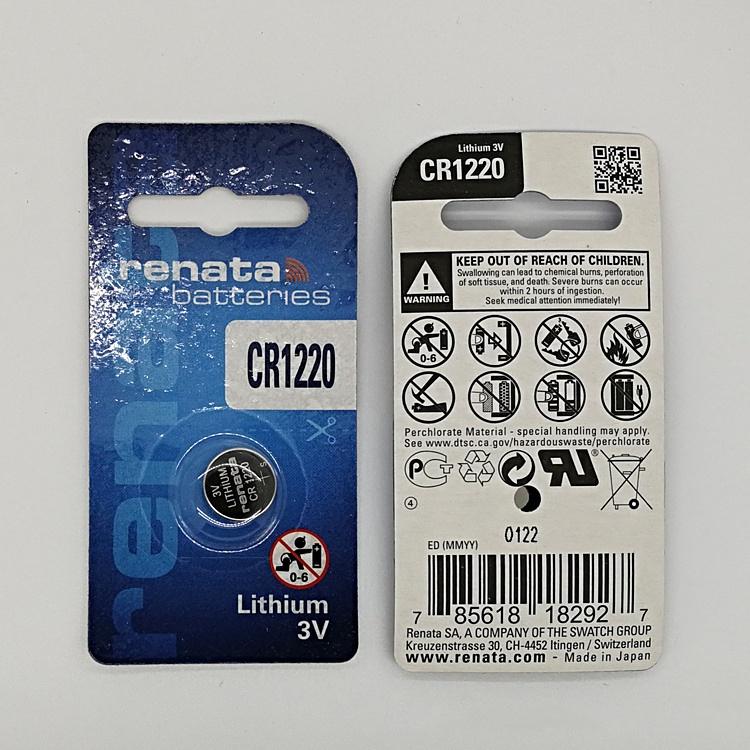 renata
batteries
CR1220
renata
3V
LITHIUM
renata
CR 1220
0-6
Lithium
3V
Lithium 3V
CR1220
WARNING
KEEP OUT OF REACH OF CHILDREN.
Swallowing can lead to chemical burns, perforation
of soft tissue, and death. Severe burns can occur
within 2 hours of ingestion.
Seek medical attention immediately!
0-6
Perchlorate Material - special handling may apply.
See www.dtsc.ca.gov/hazardouswaste/perchlorate
4
0122
ED (MMYY)
7 85618 18292 7
Renata SA, A COMPANY OF THE SWATCH GROUP
Kreuzenstrasse 30, CH-4452 Itingen / Switzerland
www.renata.com - Made in Japan